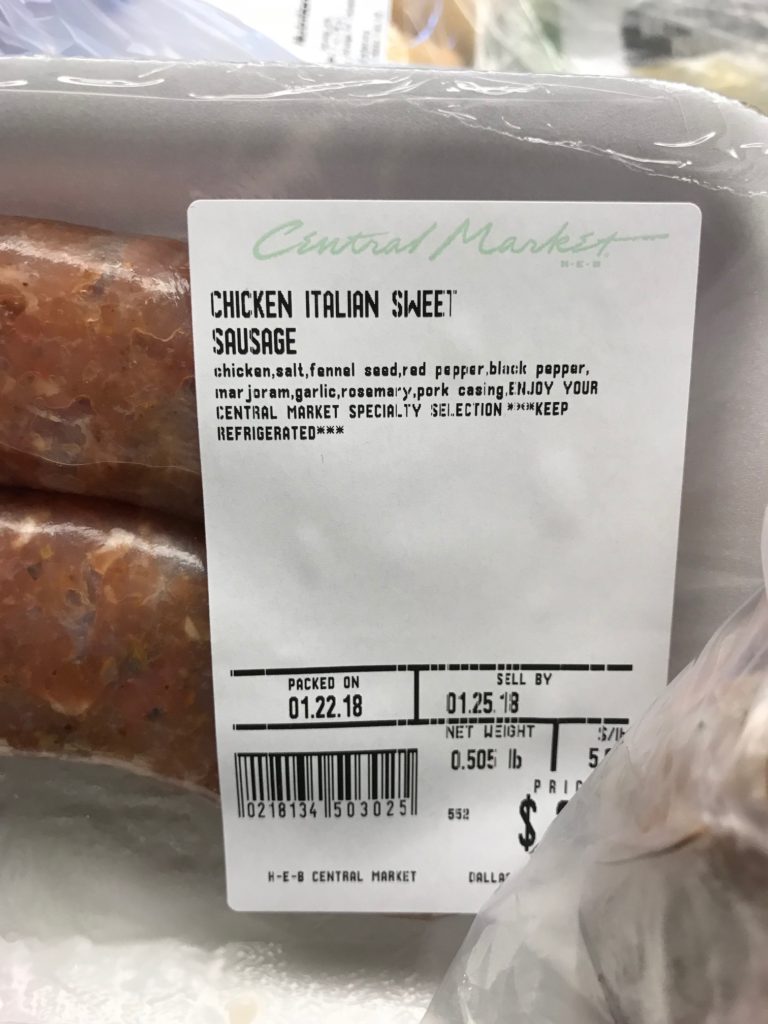 Central Market
H-E-B
CHICKEN ITALIAN SWEET
SAUSAGE
chicken,salt,fennel seed,red pepper,black pepper,
marjoram,garlic,rosemary,pork casing,ENJOY YOUR
CENTRAL MARKET SPECIALTY SELECTION ***KEEP
REFRIGERATED***
PACKED ON
01.22.18
SELL BY
01.25.18
NET WEIGHT
0.505 lb
$/lb
0218134 503025
552
$
H-E-B CENTRAL MARKET